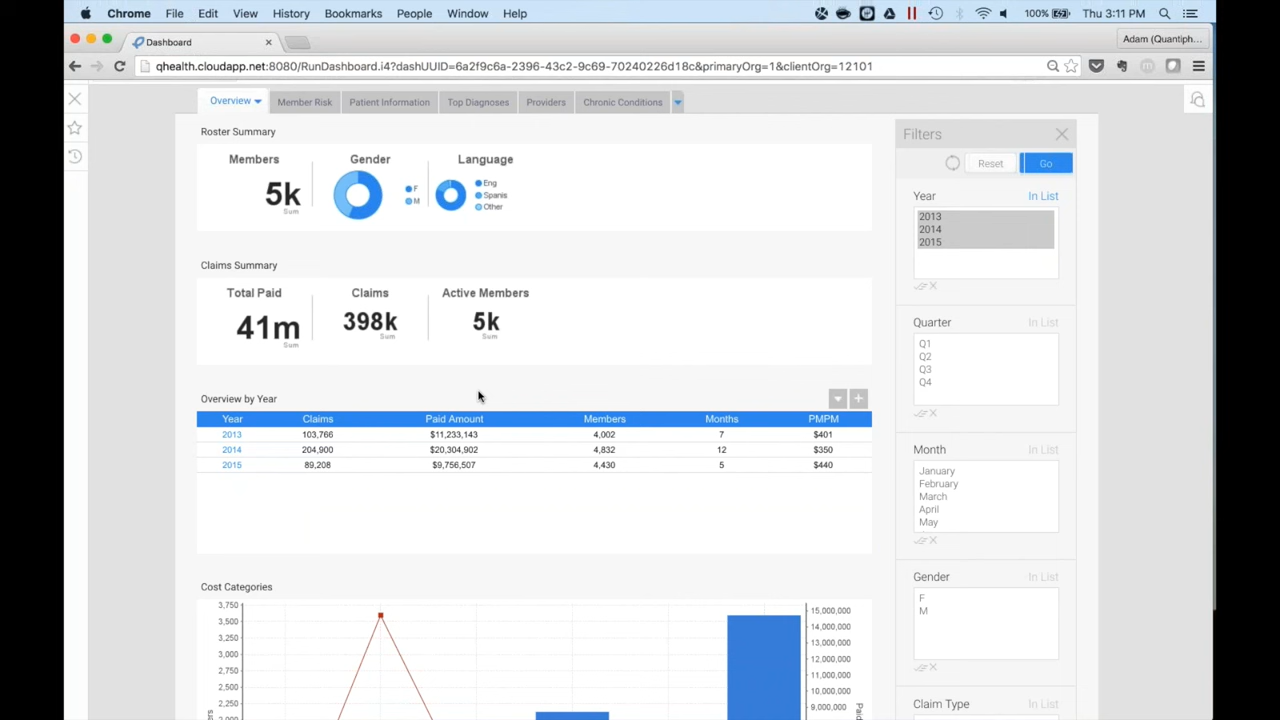 Chrome File Edit View History Bookmarks People Window Help 100% Thu 3:11 PM
Dashboard Adam (Quantiph...
qhealth.cloudapp.net:8080/RunDashboard.i4?dashUUID=6a2f9c6a-2396-43c2-9c69-70240226d18c&primaryOrg=1&clientOrg=12101
Overview Member Risk Patient Information Top Diagnoses Providers Chronic Conditions
Roster Summary
Members Gender Language
5k
Sum
F
M
Eng
Spanis
Other
Claims Summary
Total Paid Claims Active Members
41m 398k 5k
Sum Sum Sum
Overview by Year
Year Claims Paid Amount Members Months PMPM
2013 103,766 $11,233,143 4,002 7 $401
2014 204,900 $20,304,902 4,832 12 $350
2015 89,208 $9,756,507 4,430 5 $440
Cost Categories
3,750
3,500
3,250
3,000
2,750
2,500
2,250
15,000,000
14,000,000
13,000,000
12,000,000
11,000,000
10,000,000
9,000,000
Filters
Reset Go
Year In List
2013
2014
2015
Quarter In List
Q1
Q2
Q3
Q4
Month In List
January
February
March
April
May
Gender In List
F
M
Claim Type In List